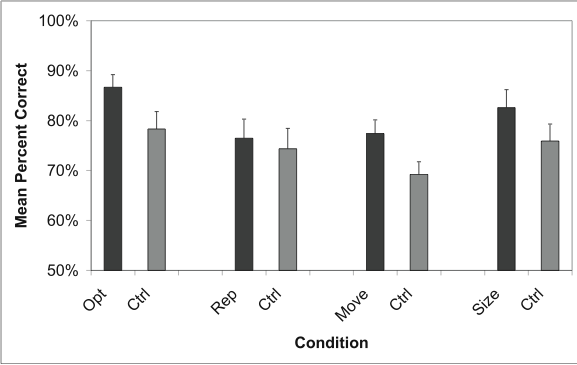 100%
90%
80%
70%
60%
50%
Mean Percent Correct
Opt Ctrl Rep Ctrl Move Ctrl Size Ctrl
Condition